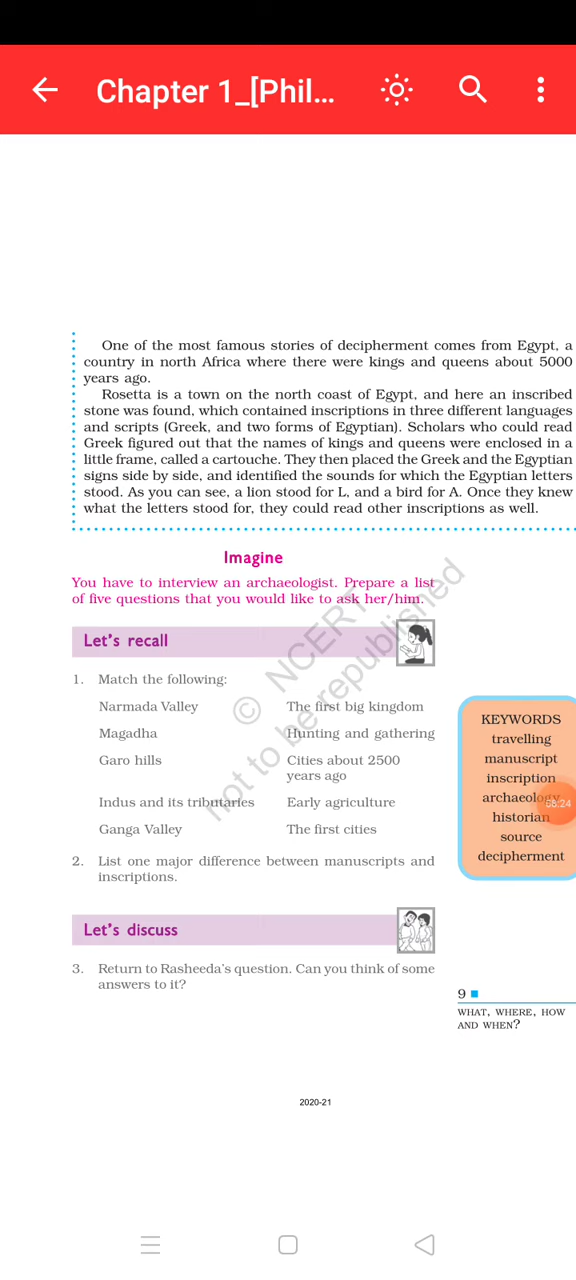 Chapter 1_[Phil...
One of the most famous stories of decipherment comes from Egypt, a
country in north Africa where there were kings and queens about 5000
years ago.
Rosetta is a town on the north coast of Egypt, and here an inscribed
stone was found, which contained inscriptions in three different languages
and scripts (Greek, and two forms of Egyptian). Scholars who could read
Greek figured out that the names of kings and queens were enclosed in a
little frame, called a cartouche. They then placed the Greek and the Egyptian
signs side by side, and identified the sounds for which the Egyptian letters
stood. As you can see, a lion stood for L, and a bird for A. Once they knew
what the letters stood for, they could read other inscriptions as well.
Imagine
You have to interview an archaeologist. Prepare a list
of five questions that you would like to ask her/him.
Let's recall
1. Match the following:
Narmada Valley The first big kingdom
Magadha Hunting and gathering
Garo hills Cities about 2500
years ago
Indus and its tributaries Early agriculture
Ganga Valley The first cities
2. List one major difference between manuscripts and
inscriptions.
Let's discuss
3. Return to Rasheeda's question. Can you think of some
answers to it?
KEYWORDS
travelling
manuscript
inscription
archaeology
58:24
historian
source
decipherment
9
WHAT, WHERE, HOW
AND WHEN?
2020-21
© NCERT
not to be republished